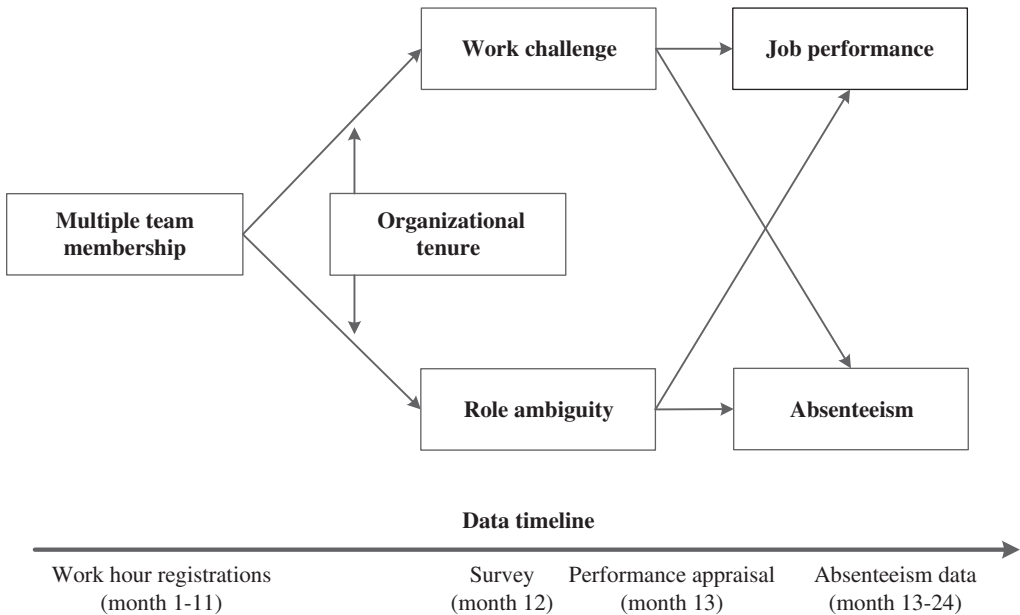 Work challenge
Job performance
Multiple team
membership
Organizational
tenure
Role ambiguity
Absenteeism
Data timeline
Work hour registrations
(month 1-11)
Survey
(month 12)
Performance appraisal
(month 13)
Absenteeism data
(month 13-24)